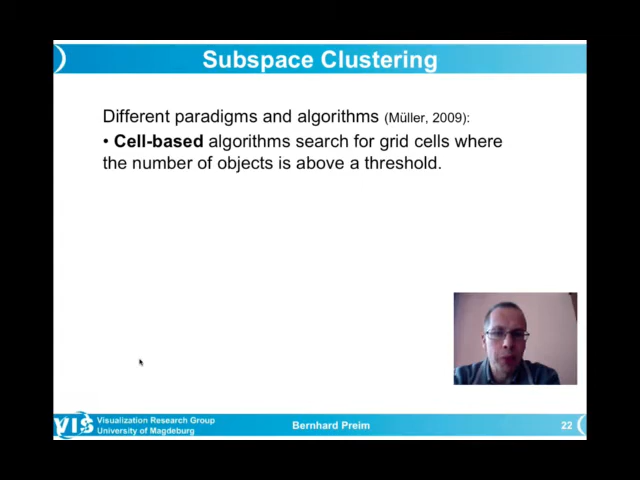 Subspace Clustering
Different paradigms and algorithms (Müller, 2009):
• Cell-based algorithms search for grid cells where
the number of objects is above a threshold.
VIS Visualization Research Group
University of Magdeburg
Bernhard Preim
22